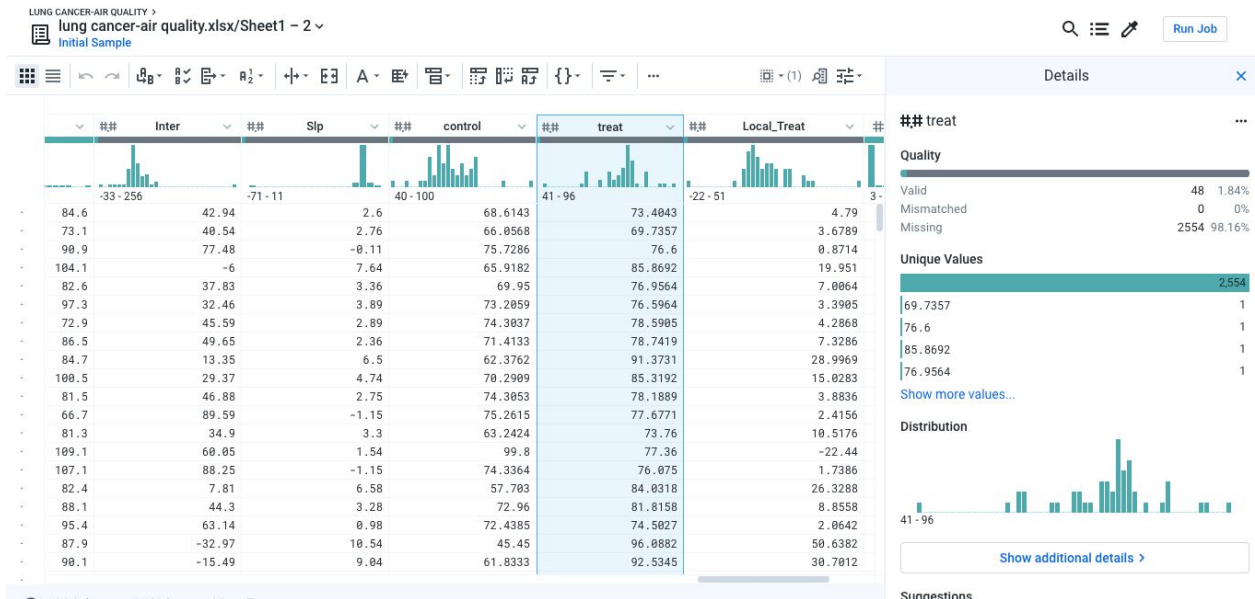 LUNG CANCER-AIR QUALITY >
lung cancer-air quality.xlsx/Sheet1 – 2
Initial Sample
Run Job
(1)
Details
#.# Inter
#.# Slp
#.# control
#.# treat
#.# Local_Treat
#
-33 - 256
-71 - 11
40 - 100
41 - 96
-22 - 51
3 -
84.6 42.94 2.6 68.6143 73.4043 4.79
73.1 40.54 2.76 66.0568 69.7357 3.6789
90.9 77.48 -0.11 75.7286 76.6 0.8714
104.1 -6 7.64 65.9182 85.8692 19.951
82.6 37.83 3.36 69.95 76.9564 7.0064
97.3 32.46 3.89 73.2059 76.5964 3.3905
72.9 45.59 2.89 74.3037 78.5905 4.2868
86.5 49.65 2.36 71.4133 78.7419 7.3286
84.7 13.35 6.5 62.3762 91.3731 28.9969
100.5 29.37 4.74 70.2909 85.3192 15.0283
81.5 46.88 2.75 74.3053 78.1889 3.8836
66.7 89.59 -1.15 75.2615 77.6771 2.4156
81.3 34.9 3.3 63.2424 73.76 10.5176
109.1 60.05 1.54 99.8 77.36 -22.44
107.1 88.25 -1.15 74.3364 76.075 1.7386
82.4 7.81 6.58 57.703 84.0318 26.3288
88.1 44.3 3.28 72.96 81.8158 8.8558
95.4 63.14 0.98 72.4385 74.5027 2.0642
87.9 -32.97 10.54 45.45 96.0882 50.6382
90.1 -15.49 9.04 61.8333 92.5345 30.7012
#.# treat
Quality
Valid 48 1.84%
Mismatched 0 0%
Missing 2554 98.16%
Unique Values
2,554
69.7357 1
76.6 1
85.8692 1
76.9564 1
Show more values...
Distribution
41 - 96
Show additional details >
Suggestions